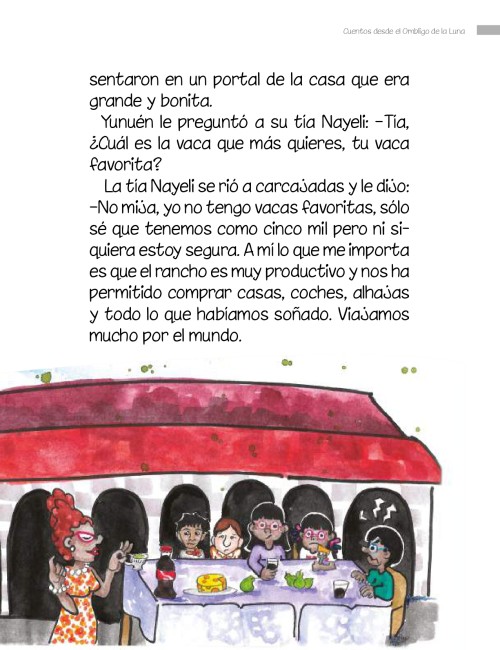 Cuentos desde el Ombligo de la Luna
sentaron en un portal de la casa que era
grande y bonita.
Yunuén le preguntó a su tía Nayeli: –Tía,
¿Cuál es la vaca que más quieres, tu vaca
favorita?
La tía Nayeli se rió a carcajadas y le dijo:
–No mija, yo no tengo vacas favoritas, sólo
sé que tenemos como cinco mil pero ni si-
quiera estoy segura. A mí lo que me importa
es que el rancho es muy productivo y nos ha
permitido comprar casas, coches, alhajas
y todo lo que habíamos soñado. Viajamos
mucho por el mundo.